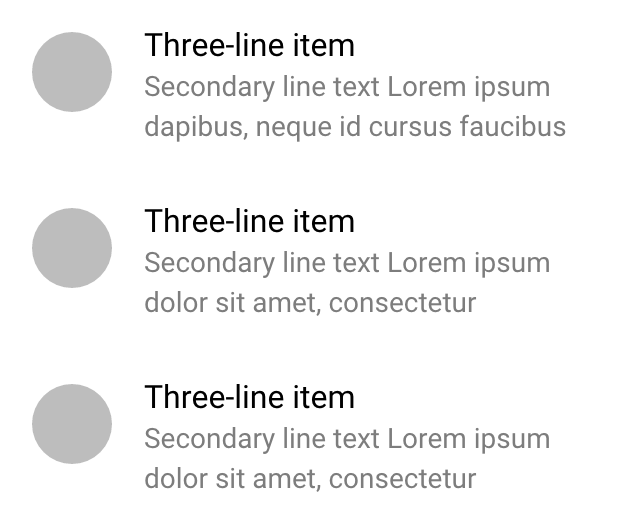 Three-line item
Secondary line text Lorem ipsum
dapibus, neque id cursus faucibus
Three-line item
Secondary line text Lorem ipsum
dolor sit amet, consectetur
Three-line item
Secondary line text Lorem ipsum
dolor sit amet, consectetur